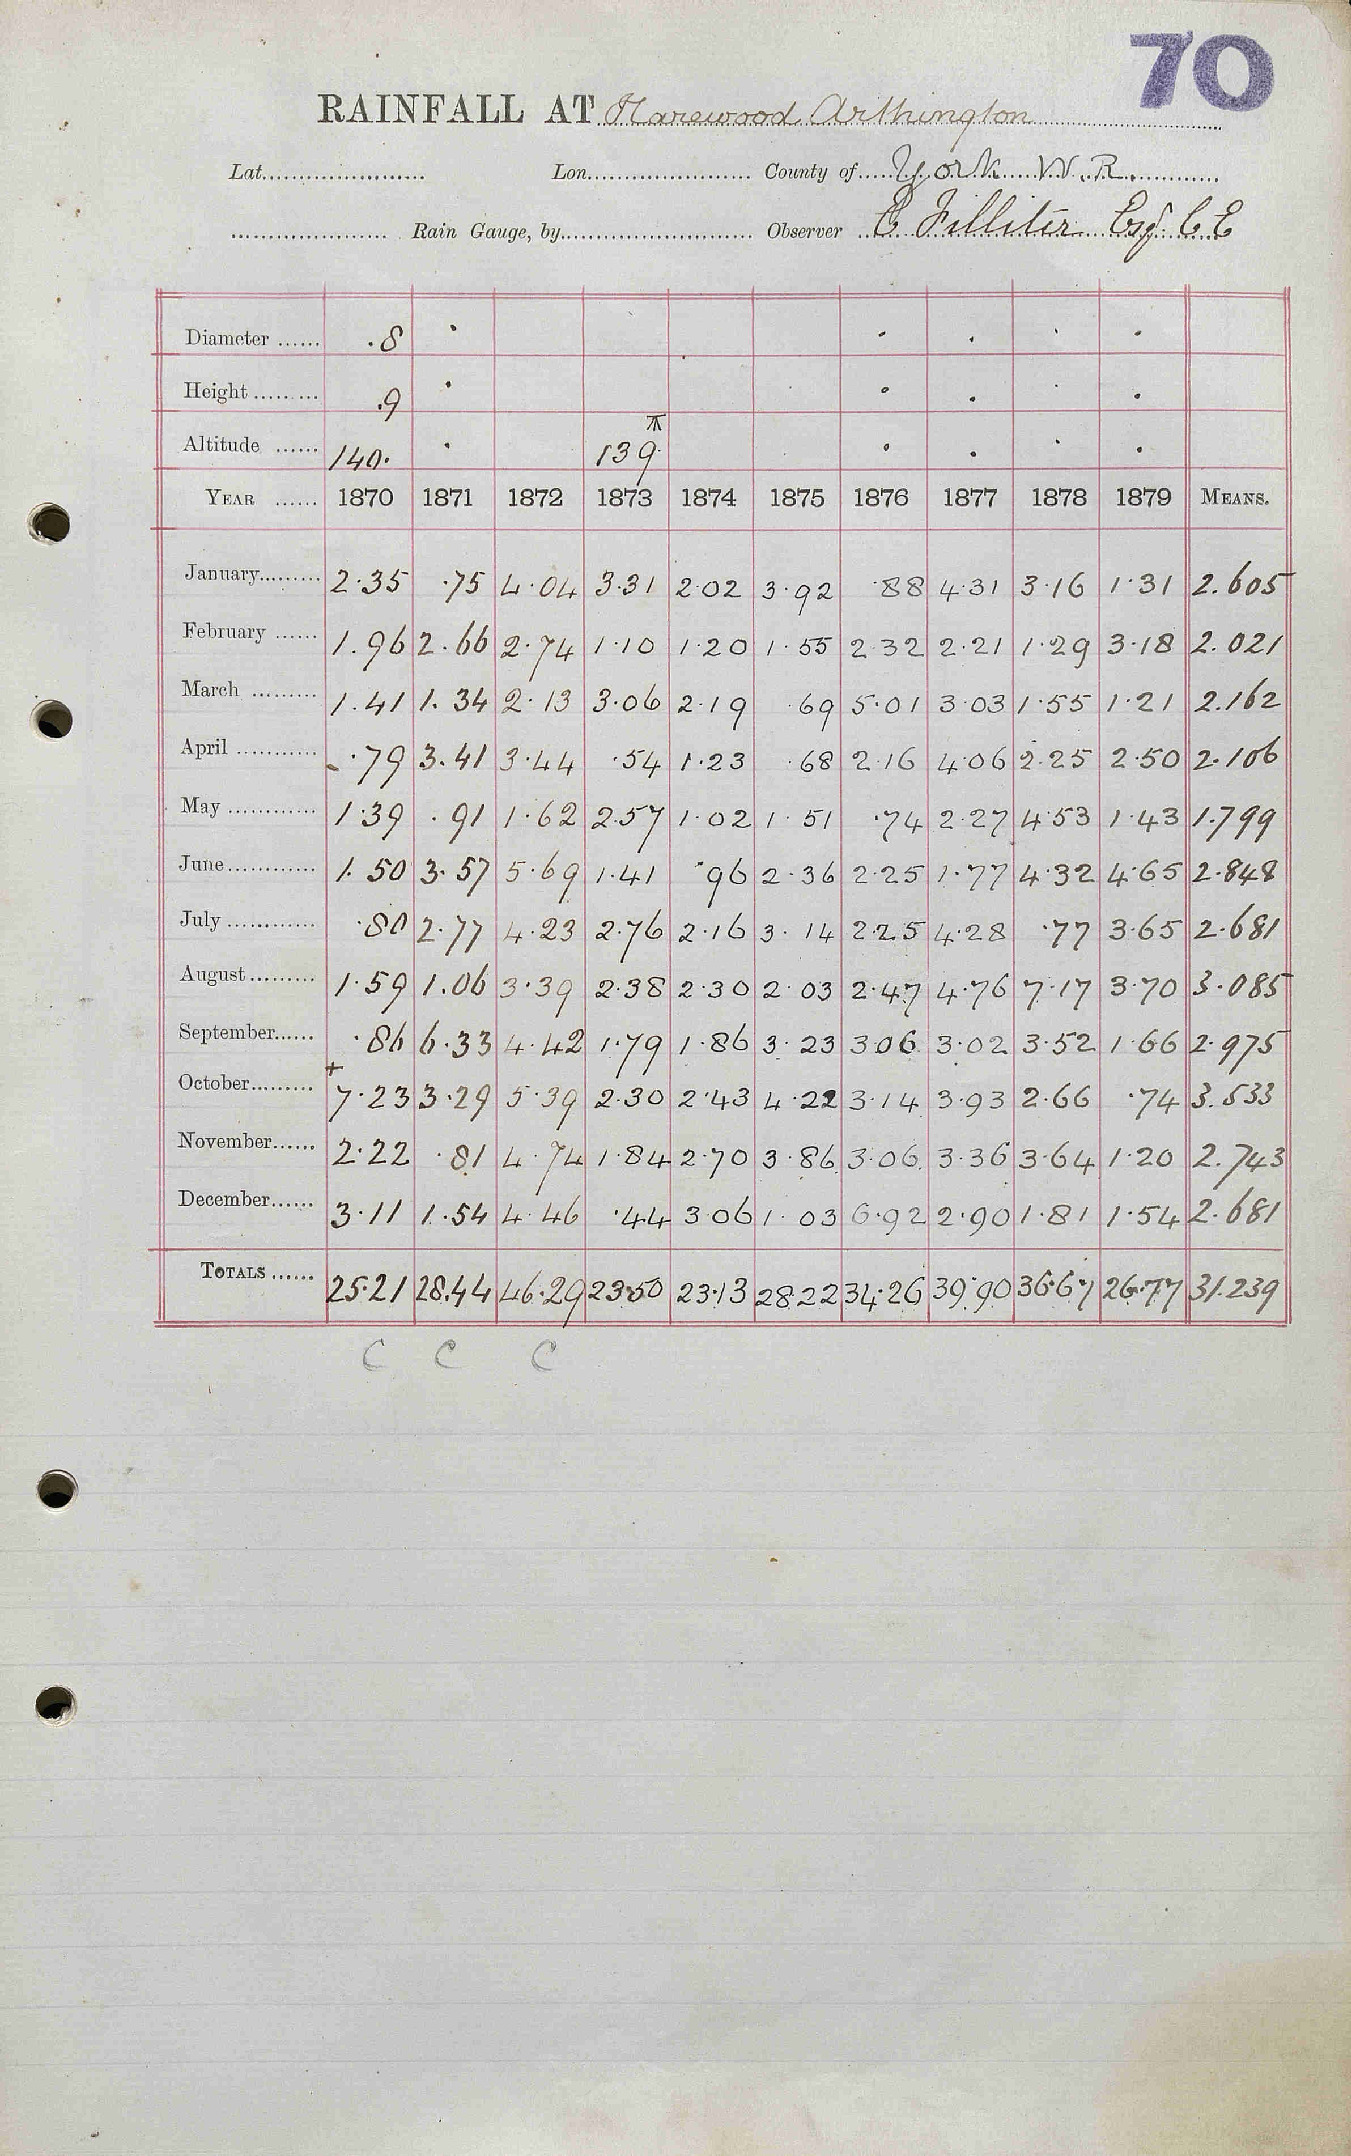 70
RAINFALL AT Harewood Arthington
Lat. Lon. County of York W.R.
Rain Gauge, by Observer E Filliter Esq. C E
Diameter .8
Height .9
Altitude 140. 139
YEAR 1870 1871 1872 1873 1874 1875 1876 1877 1878 1879 MEANS.
January 2.35 .75 4.04 3.31 2.02 3.92 .88 4.31 3.16 1.31 2.605
February 1.96 2.66 2.74 1.10 1.20 1.55 2.32 2.21 1.29 3.18 2.021
March 1.41 1.34 2.13 3.06 2.19 .69 5.01 3.03 1.55 1.21 2.162
April .79 3.41 3.44 .54 1.23 .68 2.16 4.06 2.25 2.50 2.106
May 1.39 .91 1.62 2.57 1.02 1.51 .74 2.27 4.53 1.43 1.799
June 1.50 3.57 5.69 1.41 .96 2.36 2.25 1.77 4.32 4.65 2.848
July .80 2.77 4.23 2.76 2.16 3.14 2.25 4.28 .77 3.65 2.681
August 1.59 1.06 3.39 2.38 2.30 2.03 2.47 4.76 7.17 3.70 3.085
September .86 6.33 4.42 1.79 1.86 3.23 3.06 3.02 3.52 1.66 2.975
October +7.23 3.29 5.39 2.30 2.43 4.22 3.14 3.93 2.66 .74 3.533
November 2.22 .81 4.74 1.84 2.70 3.86 3.06 3.36 3.64 1.20 2.743
December 3.11 1.54 4.46 .44 3.06 1.03 6.92 2.90 1.81 1.54 2.681
TOTALS 25.21 28.44 46.29 23.50 23.13 28.22 34.26 39.90 36.67 26.77 31.239
C C C